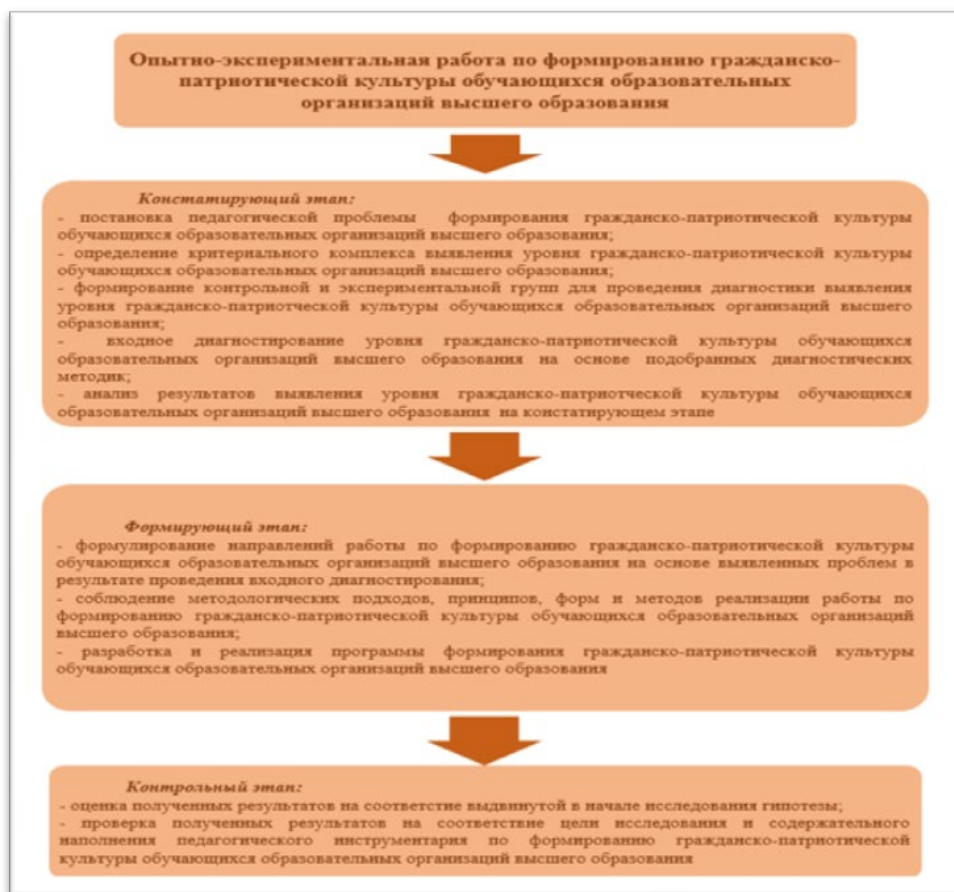 Опытно-экспериментальная работа по формированию гражданско-
патриотической культуры обучающихся образовательных
организаций высшего образования
Констатирующий этап:
- постановка педагогической проблемы формирования гражданско-патриотической культуры
обучающихся образовательных организаций высшего образования;
- определение критериального комплекса выявления уровня гражданско-патриотической культуры
обучающихся образовательных организаций высшего образования;
- формирование контрольной и экспериментальной групп для проведения диагностики выявления
уровня гражданско-патриотческой культуры обучающихся образовательных организаций высшего
образования;
- входное диагностирование уровня гражданско-патриотической культуры обучающихся
образовательных организаций высшего образования на основе подобранных диагностических
методик;
- анализ результатов выявления уровня гражданско-патриотческой культуры обучающихся
образовательных организаций высшего образования на констатирующем этапе
Формирующий этап:
- формулирование направлений работы по формированию гражданско-патриотической культуры
обучающихся образовательных организаций высшего образования на основе выявленных проблем в
результате проведения входного диагностирования;
- соблюдение методологических подходов, принципов, форм и методов реализации работы по
формированию гражданско-патриотической культуры обучающихся образовательных организаций
высшего образования;
- разработка и реализация программы формирования гражданско-патриотической культуры
обучающихся образовательных организаций высшего образования
Контрольный этап:
- оценка полученных результатов на соответстие выдвинутой в начале исследования гипотезы;
- проверка полученных результатов на соответствие цели исследования и содержательного
наполнения педагогического инструментария по формированию гражданско-патриотической
культуры обучающихся образовательных организаций высшего образования